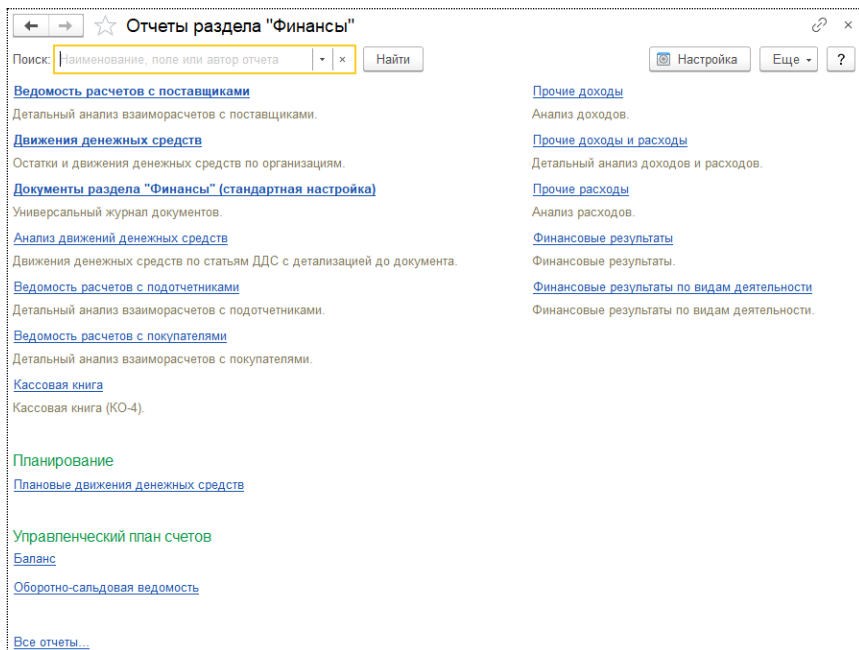 Отчеты раздела "Финансы"
Поиск: Наименование, поле или автор отчета Найти Настройка Еще ?
Ведомость расчетов с поставщиками
Детальный анализ взаиморасчетов с поставщиками.
Движения денежных средств
Остатки и движения денежных средств по организациям.
Документы раздела "Финансы" (стандартная настройка)
Универсальный журнал документов.
Анализ движений денежных средств
Движения денежных средств по статьям ДДС с детализацией до документа.
Ведомость расчетов с подотчетниками
Детальный анализ взаиморасчетов с подотчетниками.
Ведомость расчетов с покупателями
Детальный анализ взаиморасчетов с покупателями.
Кассовая книга
Кассовая книга (КО-4).
Прочие доходы
Анализ доходов.
Прочие доходы и расходы
Детальный анализ доходов и расходов.
Прочие расходы
Анализ расходов.
Финансовые результаты
Финансовые результаты.
Финансовые результаты по видам деятельности
Финансовые результаты по видам деятельности.
Планирование
Плановые движения денежных средств
Управленческий план счетов
Баланс
Оборотно-сальдовая ведомость
Все отчеты...